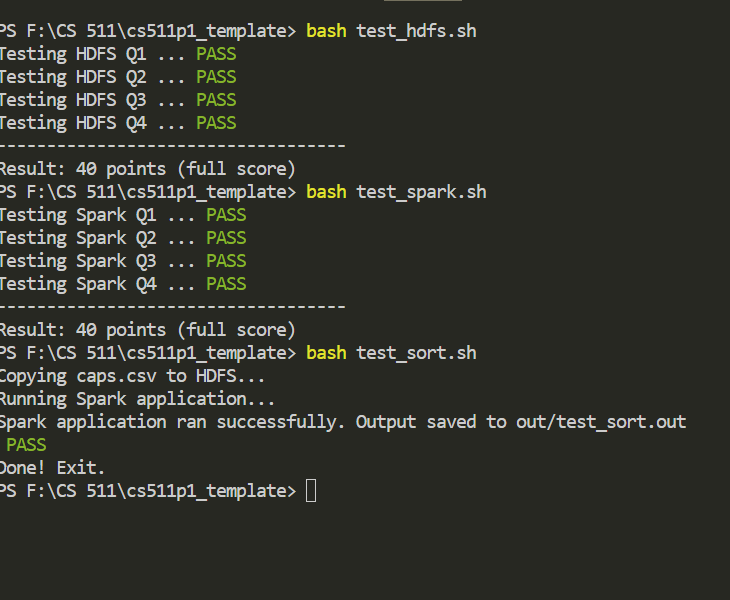 PS F:\CS 511\cs511p1_template> bash test_hdfs.sh
Testing HDFS Q1 ... PASS
Testing HDFS Q2 ... PASS
Testing HDFS Q3 ... PASS
Testing HDFS Q4 ... PASS
-----------------------------------
Result: 40 points (full score)
PS F:\CS 511\cs511p1_template> bash test_spark.sh
Testing Spark Q1 ... PASS
Testing Spark Q2 ... PASS
Testing Spark Q3 ... PASS
Testing Spark Q4 ... PASS
-----------------------------------
Result: 40 points (full score)
PS F:\CS 511\cs511p1_template> bash test_sort.sh
Copying caps.csv to HDFS...
Running Spark application...
Spark application ran successfully. Output saved to out/test_sort.out
 PASS
Done! Exit.
PS F:\CS 511\cs511p1_template>